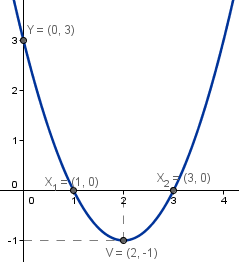 Y = (0, 3)
3
2
1
X1 = (1, 0)
X2 = (3, 0)
0
0
1
2
3
4
-1
V = (2, -1)